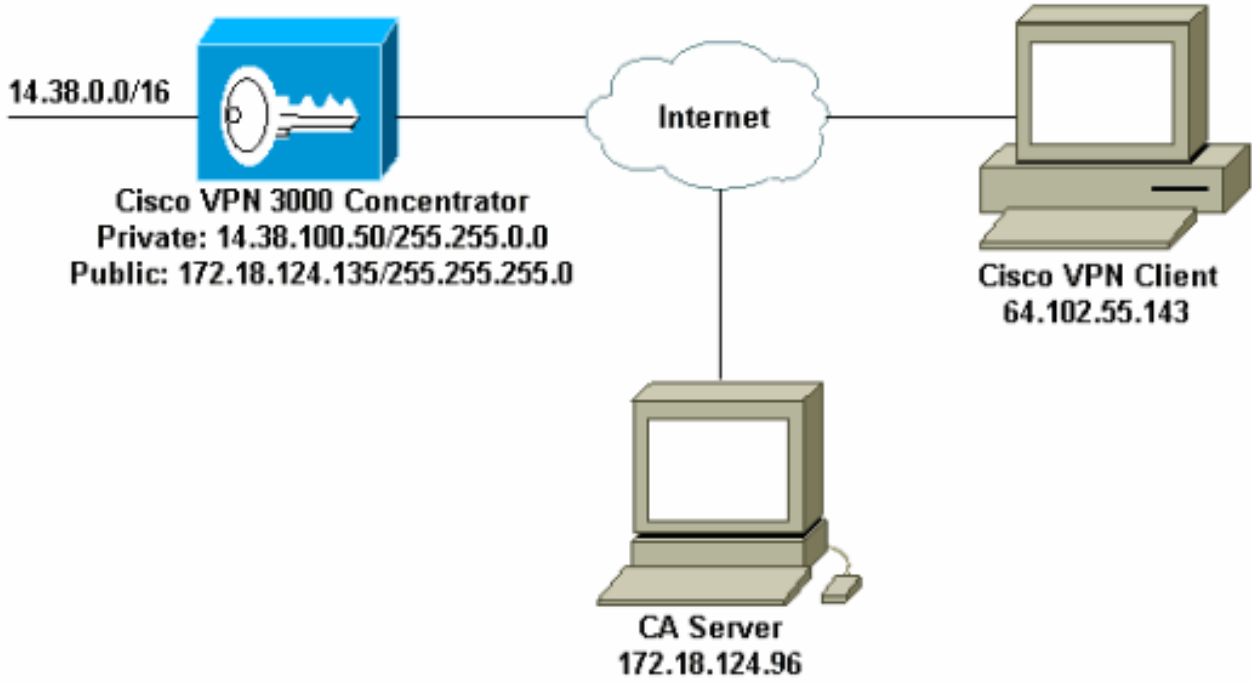 14.38.0.0/16
Internet
Cisco VPN 3000 Concentrator
Private: 14.38.100.50/255.255.0.0
Public: 172.18.124.135/255.255.255.0
Cisco VPN Client
64.102.55.143
CA Server
172.18.124.96